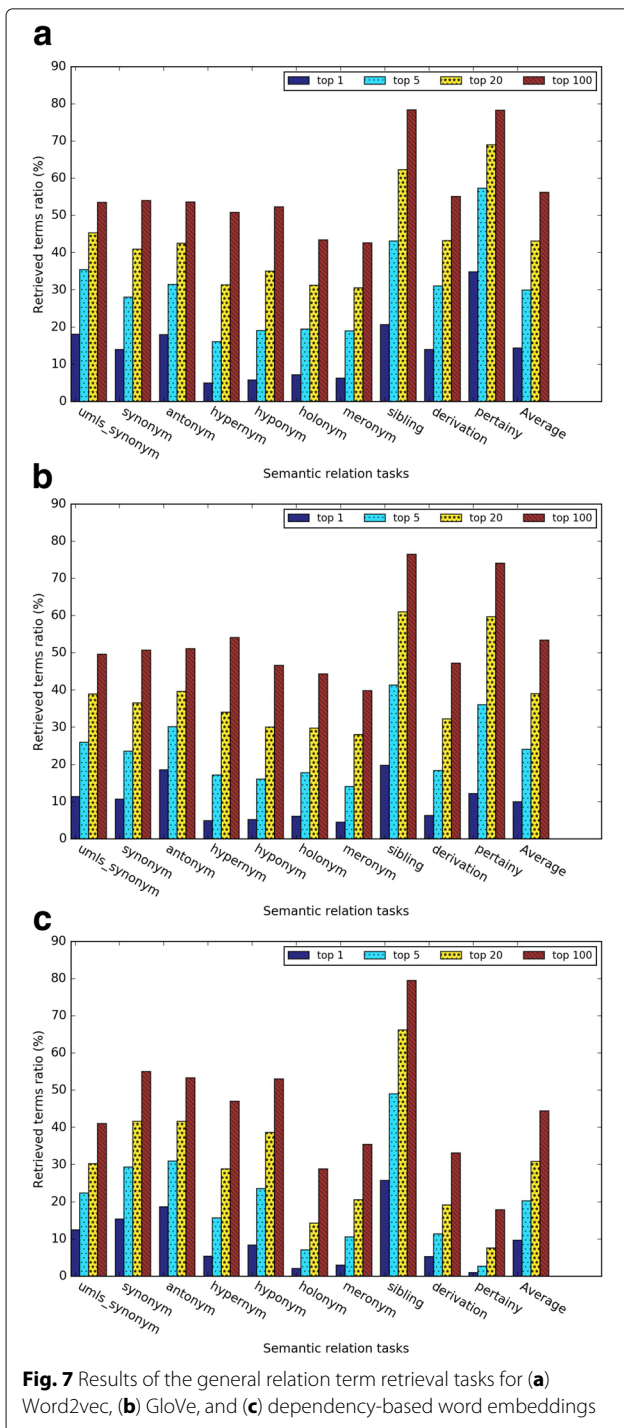 a
top 1 top 5 top 20 top 100
90
80
70
60
50
40
30
20
10
0
Retrieved terms ratio (%)
umls_synonym synonym antonym hypernym hyponym holonym meronym sibling derivation pertainy Average
Semantic relation tasks
b
top 1 top 5 top 20 top 100
90
80
70
60
50
40
30
20
10
0
Retrieved terms ratio (%)
umls_synonym synonym antonym hypernym hyponym holonym meronym sibling derivation pertainy Average
Semantic relation tasks
c
top 1 top 5 top 20 top 100
90
80
70
60
50
40
30
20
10
0
Retrieved terms ratio (%)
umls_synonym synonym antonym hypernym hyponym holonym meronym sibling derivation pertainy Average
Semantic relation tasks
Fig. 7 Results of the general relation term retrieval tasks for (a)
Word2vec, (b) GloVe, and (c) dependency-based word embeddings